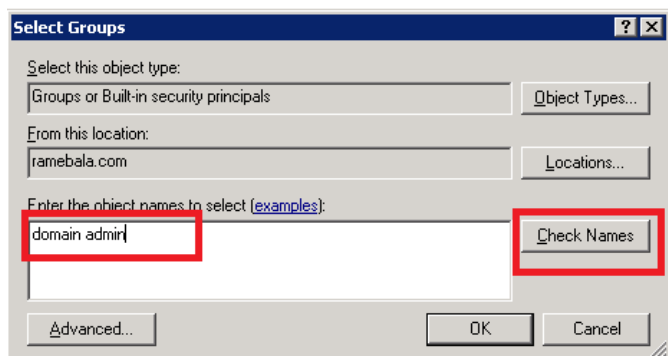 Select Groups
Select this object type:
Groups or Built-in security principals
Object Types...
From this location:
ramebala.com
Locations...
Enter the object names to select (examples):
domain admin
Check Names
Advanced...
OK
Cancel